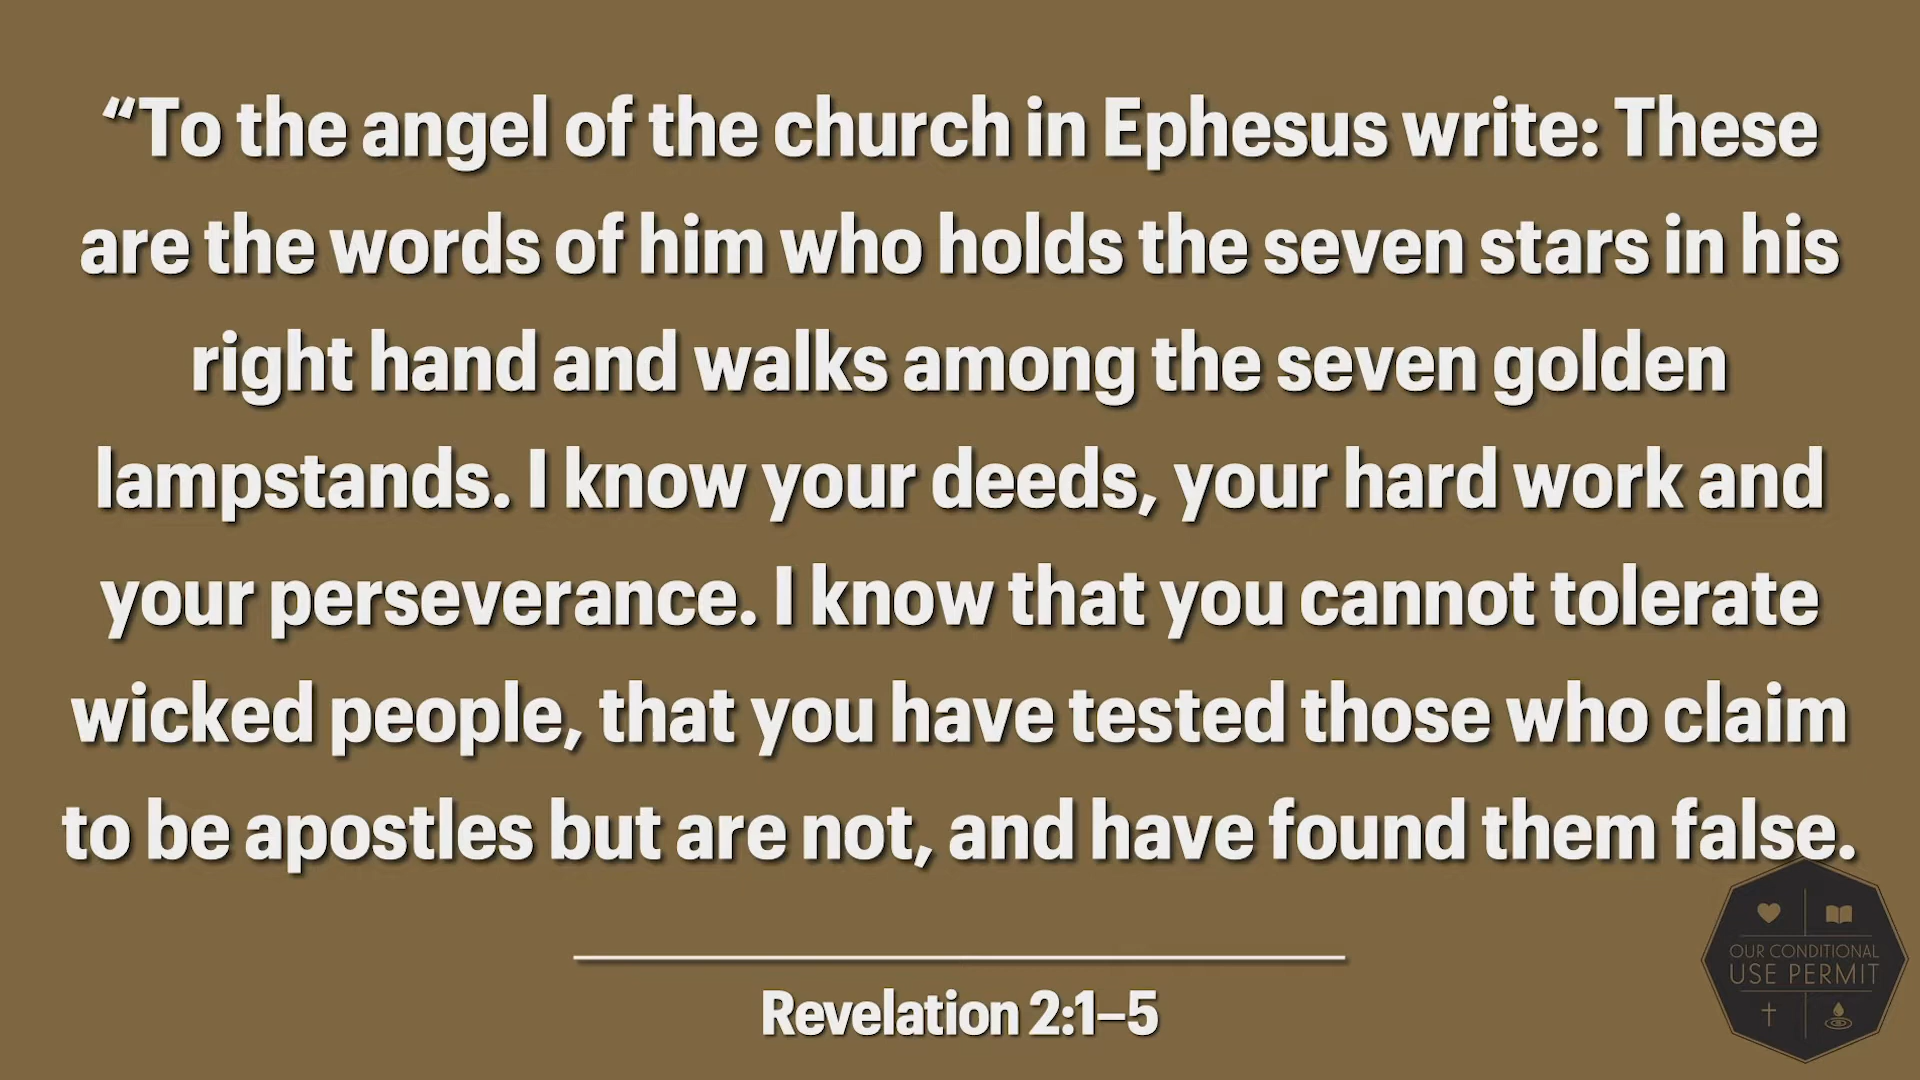 “To the angel of the church in Ephesus write: These
are the words of him who holds the seven stars in his
right hand and walks among the seven golden
lampstands. I know your deeds, your hard work and
your perseverance. I know that you cannot tolerate
wicked people, that you have tested those who claim
to be apostles but are not, and have found them false.
Revelation 2:1–5
OUR CONDITIONAL
USE PERMIT